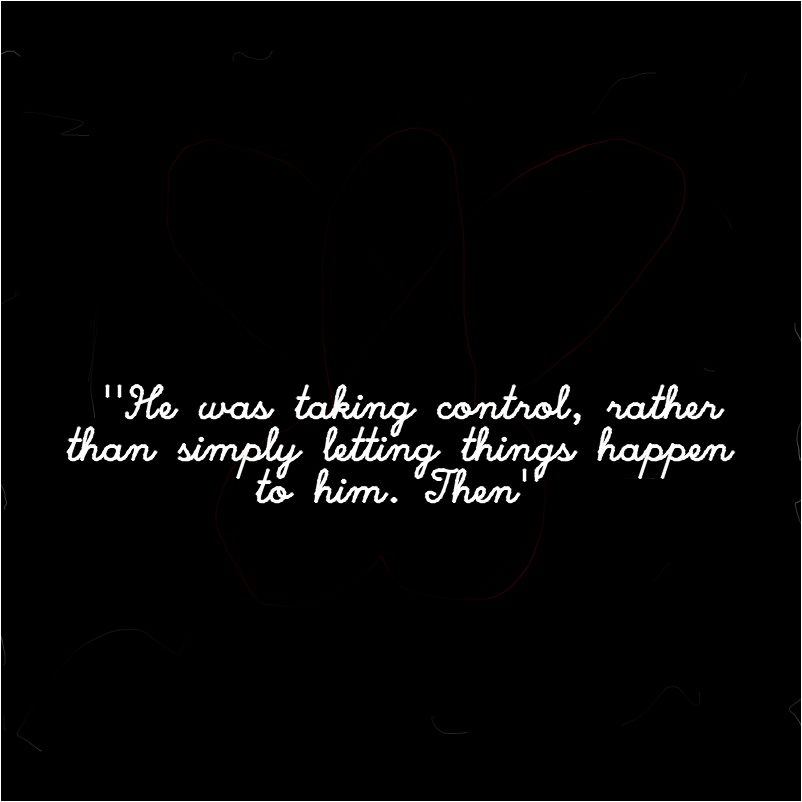 "He was taking control, rather
than simply letting things happen
to him. Then"